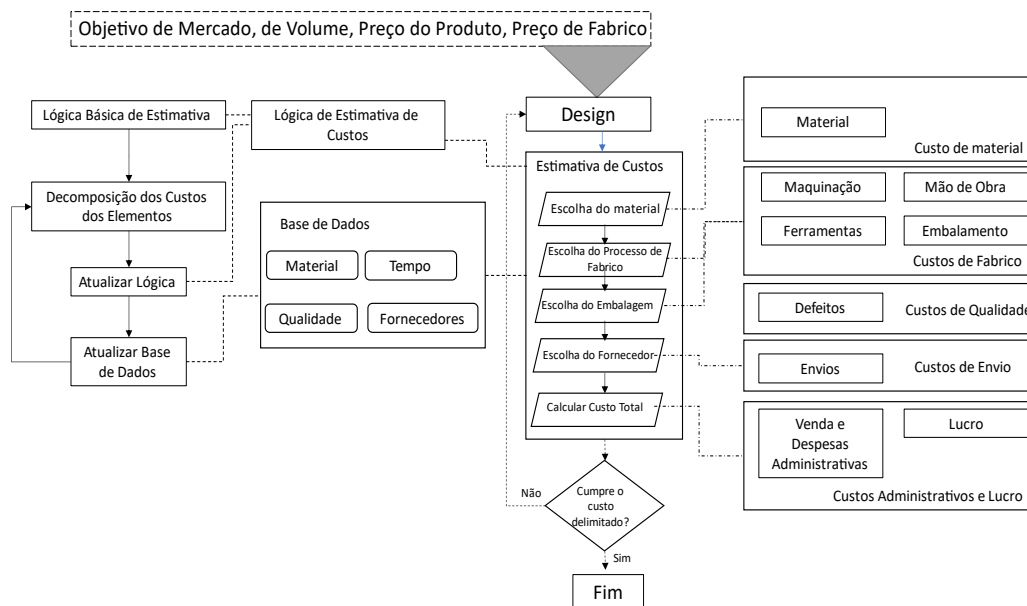 Objetivo de Mercado, de Volume, Preço do Produto, Preço de Fabrico
Lógica Básica de Estimativa
Decomposição dos Custos
dos Elementos
Atualizar Lógica
Atualizar Base
de Dados
Lógica de Estimativa de
Custos
Base de Dados
Material
Tempo
Qualidade
Fornecedores
Design
Estimativa de Custos
Escolha do material
Escolha do Processo de
Fabrico
Escolha do Embalagem
Escolha do Fornecedor
Calcular Custo Total
Cumpre o
custo
delimitado?
Não
Sim
Fim
Material
Custo de material
Maquinação
Mão de Obra
Ferramentas
Embalamento
Custos de Fabrico
Defeitos
Custos de Qualidade
Envios
Custos de Envio
Venda e
Despesas
Administrativas
Lucro
Custos Administrativos e Lucro